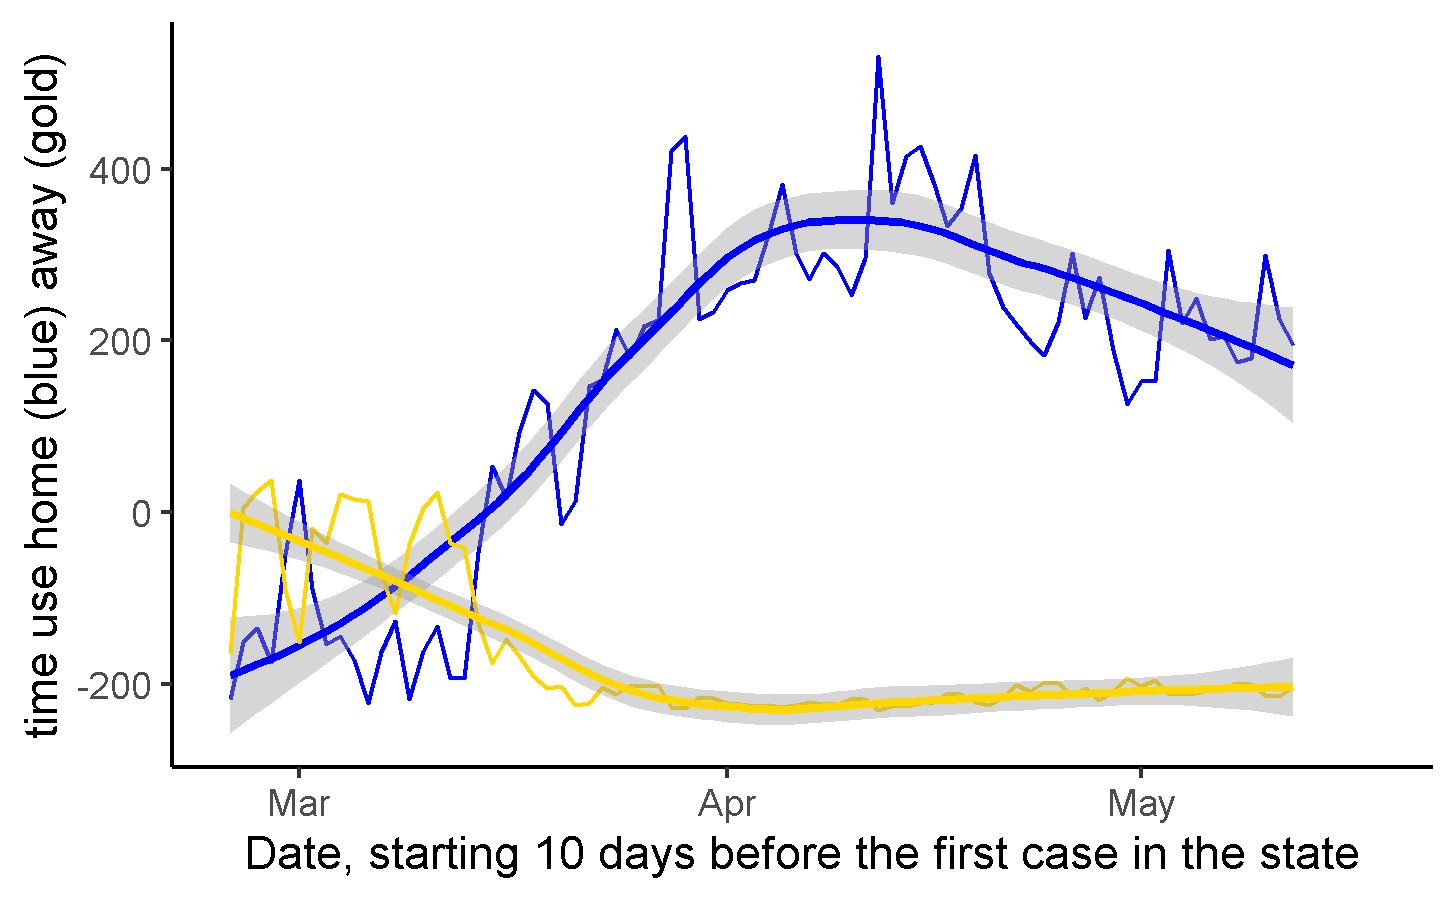 time use home (blue) away (gold)
400
200
0
-200
Mar
Apr
May
Date, starting 10 days before the first case in the state